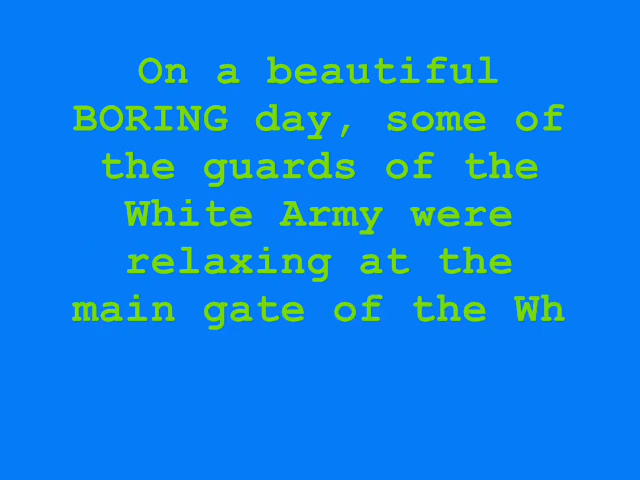 On a beautiful
BORING day, some of
the guards of the
White Army were
relaxing at the
main gate of the Wh